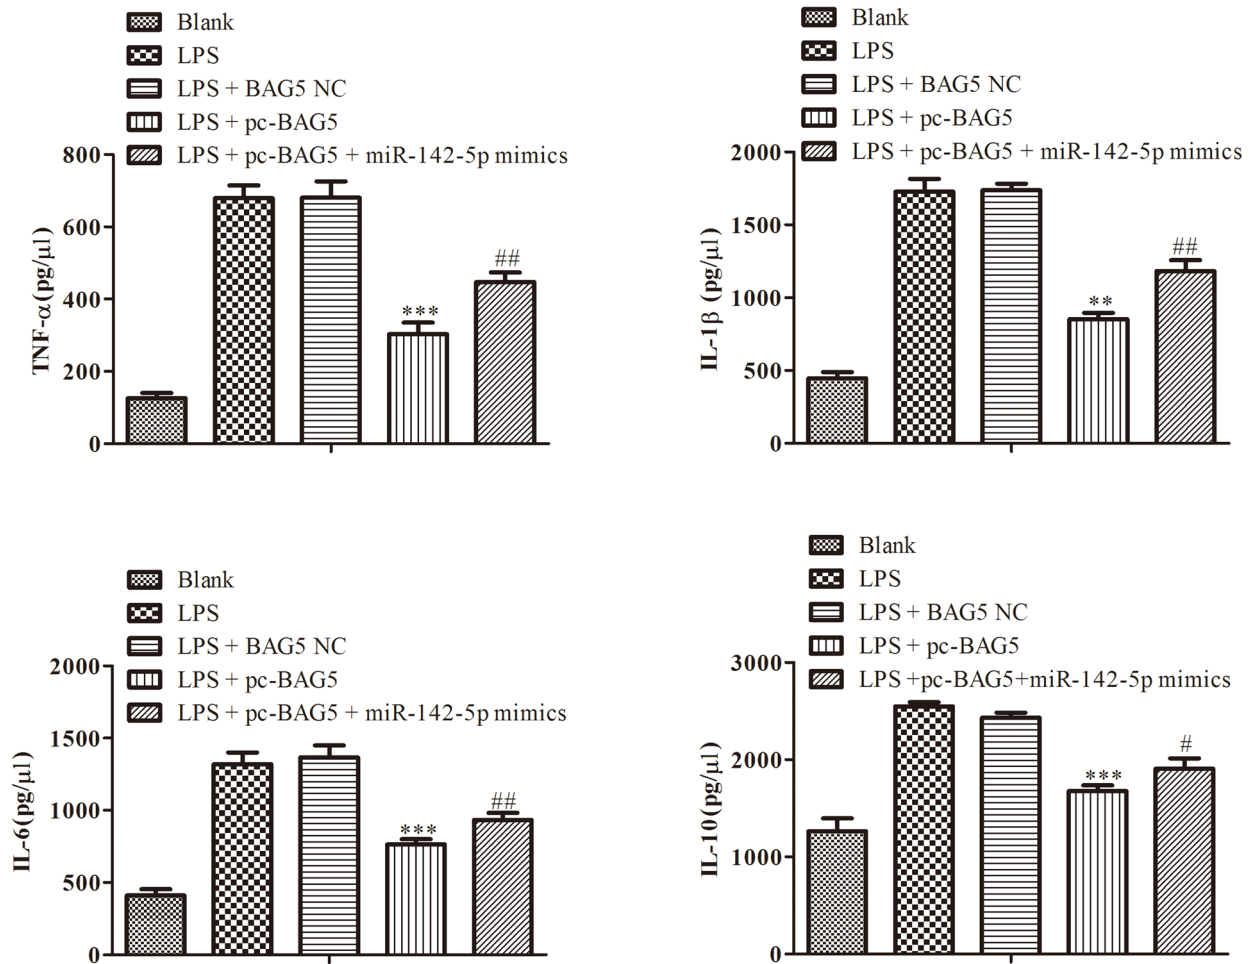 Blank
LPS
LPS + BAG5 NC
LPS + pc-BAG5
LPS + pc-BAG5 + miR-142-5p mimics
TNF-α(pg/μl)
800
600
400
200
0
***
##
Blank
LPS
LPS + BAG5 NC
LPS + pc-BAG5
LPS + pc-BAG5 + miR-142-5p mimics
IL-1β (pg/μl)
2000
1500
1000
500
0
**
##
Blank
LPS
LPS + BAG5 NC
LPS + pc-BAG5
LPS + pc-BAG5 + miR-142-5p mimics
IL-6(pg/μl)
2000
1500
1000
500
0
***
##
Blank
LPS
LPS + BAG5 NC
LPS + pc-BAG5
LPS +pc-BAG5+miR-142-5p mimics
IL-10(pg/μl)
3000
2000
1000
0
***
#